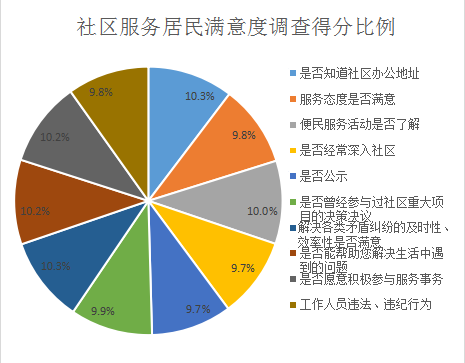 社区服务居民满意度调查得分比例
10.3%
9.8%
10.0%
9.7%
9.7%
9.9%
10.3%
10.2%
10.2%
9.8%
是否知道社区办公地址
服务态度是否满意
便民服务活动是否了解
是否经常深入社区
是否公示
是否曾经参与过社区重大项
目的决策决议
解决各类矛盾纠纷的及时性、
效率性是否满意
是否能帮助您解决生活中遇
到的问题
是否愿意积极参与服务事务
工作人员违法、违纪行为